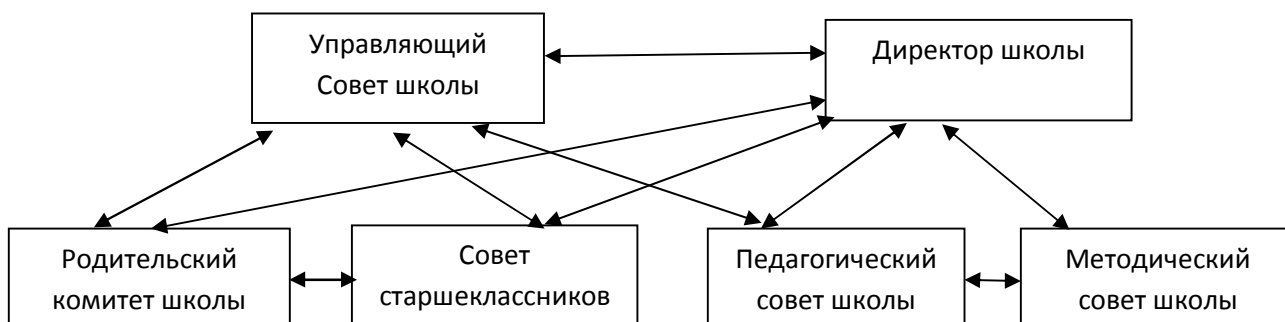 Управляющий
Совет школы
Директор школы
Родительский
комитет школы
Совет
старшеклассников
Педагогический
совет школы
Методический
совет школы